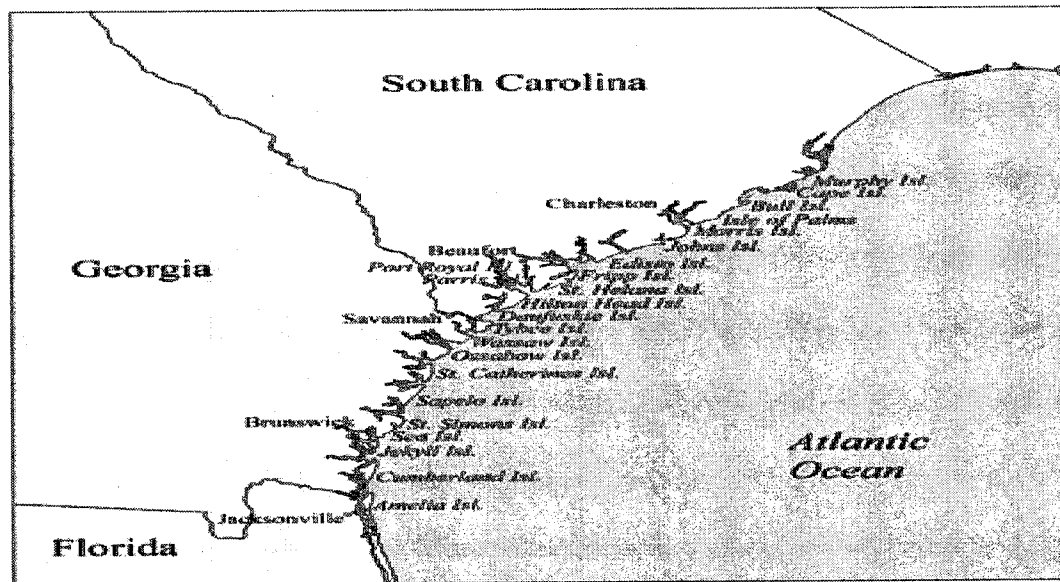 South Carolina
Murphy Isl.
Cape Isl.
Bull Isl.
Charleston
Isle of Palms
Morris Isl.
Johns Isl.
Beaufort
Edisto Isl.
Georgia
Port Royal
Fripp Isl.
Parris
St. Helena Isl.
Hilton Head Isl.
Daufuskie Isl.
Savannah
Tybee Isl.
Wassaw Isl.
Ossabaw Isl.
St. Catherines Isl.
Sapelo Isl.
Brunswick
St. Simons Isl.
Sea Isl.
Jekyll Isl.
Atlantic
Ocean
Cumberland Isl.
Amelia Isl.
Jacksonville
Florida